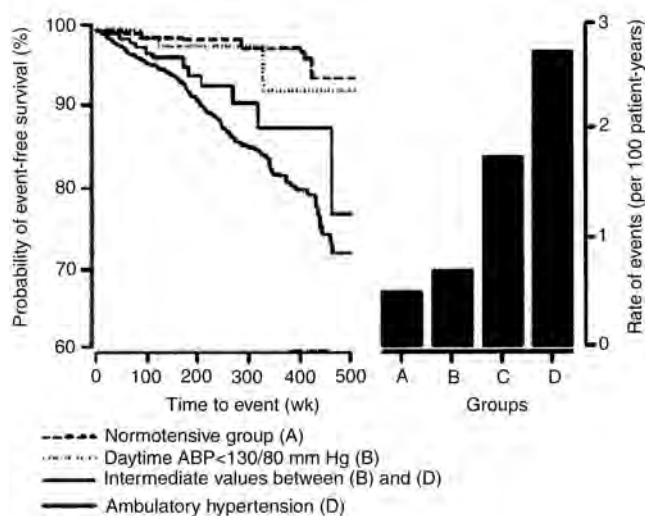 Probability of event-free survival (%)
100
90
80
70
60
0 100 200 300 400 500
Time to event (wk)
Rate of events (per 100 patient-years)
3
2
1
0
A B C D
Groups
Normotensive group (A)
Daytime ABP<130/80 mm Hg (B)
Intermediate values between (B) and (D)
Ambulatory hypertension (D)